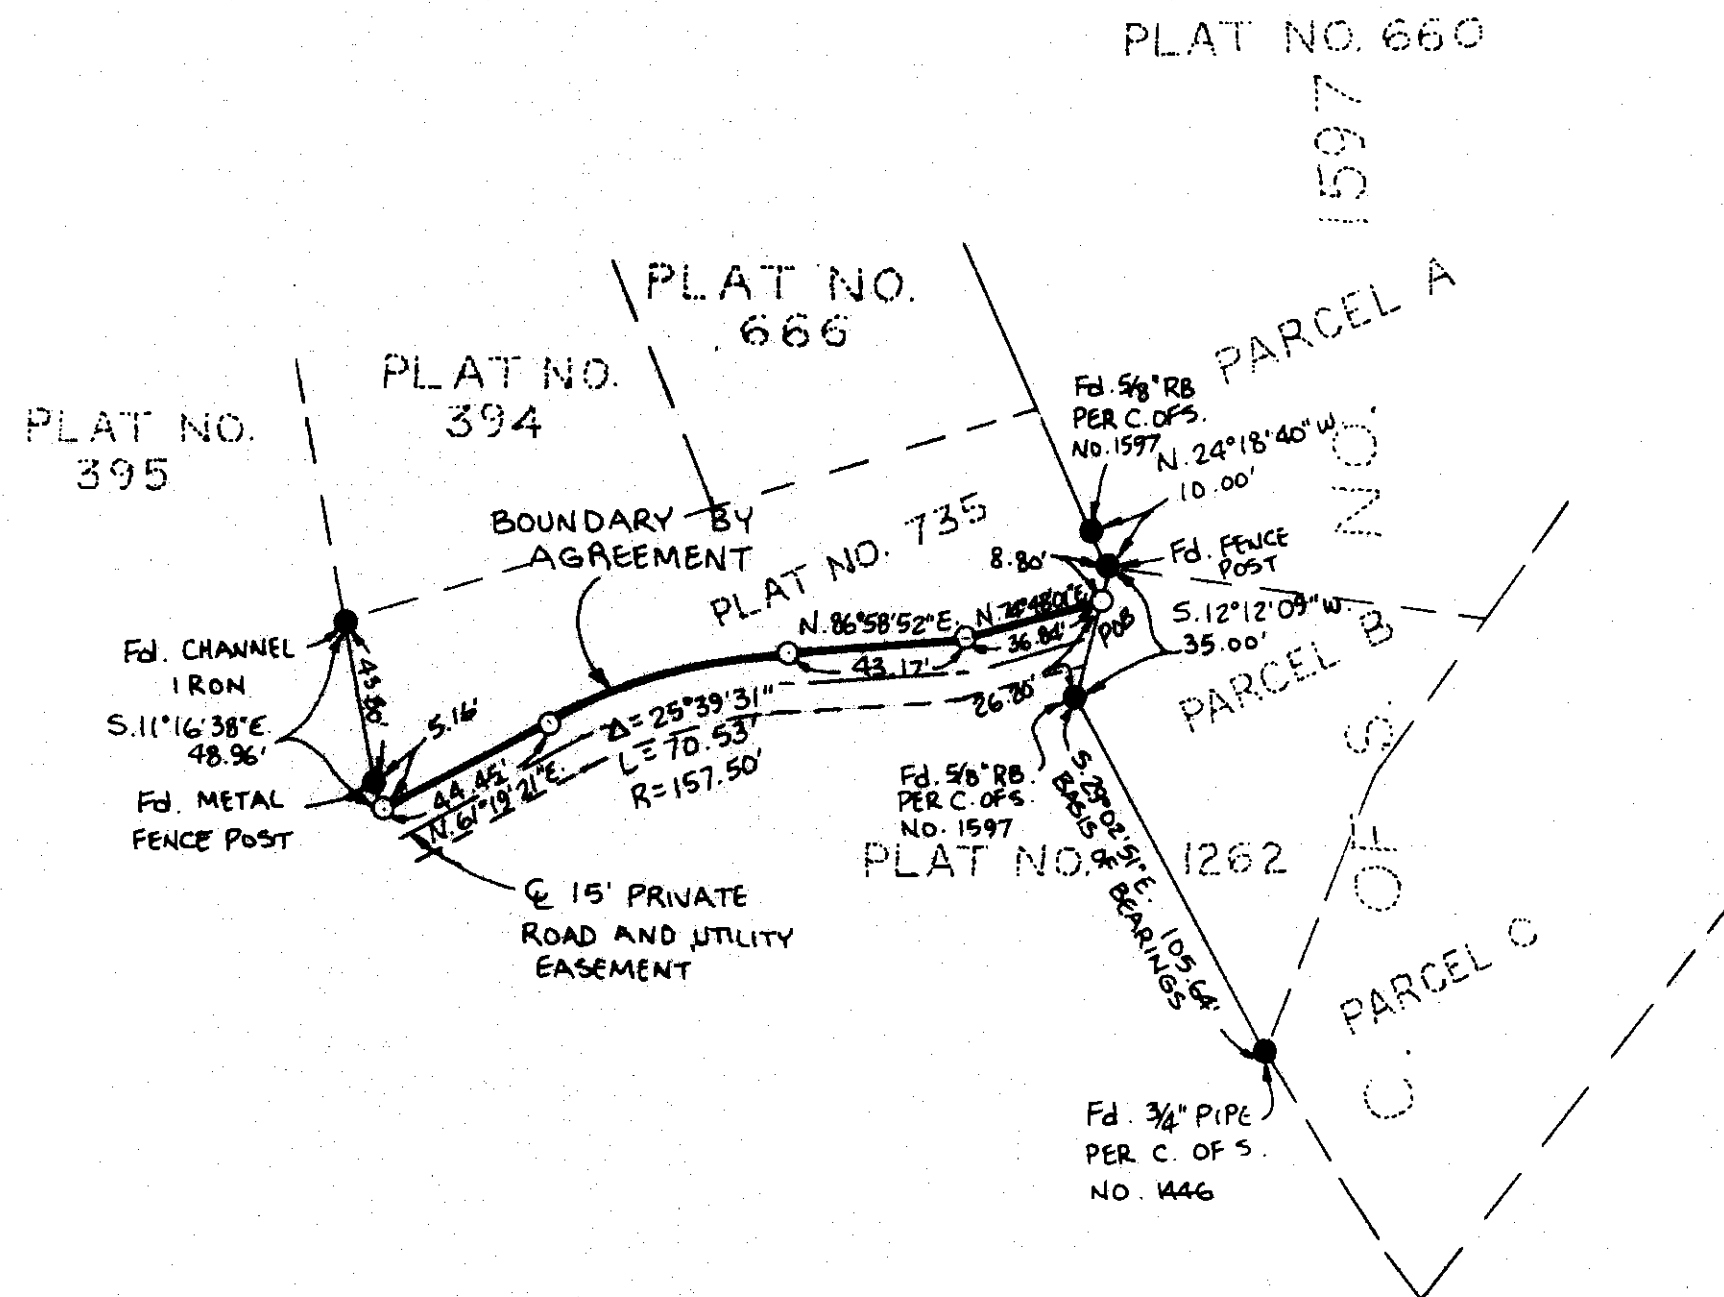 PLAT NO. 660
1597
PLAT NO.
666
PARCEL A
PLAT NO.
394
PLAT NO.
395
Fd. 5/8" RB
PER C. OF S.
NO. 1597
N. 24°18'40" W.
10.00'
NO.
BOUNDARY BY
AGREEMENT
PLAT NO. 735
8.80'
Fd. FENCE
POST
N. 86°58'52" E.
36.84'
POB
S. 12°12'09" W.
35.00'
PARCEL B
43.17'
Fd. CHANNEL
IRON
43.80'
S. 11°16'38" E.
48.96'
5.16'
Δ = 25°39'31"
L = 70.53'
R = 157.50'
26.20'
Fd. METAL
FENCE POST
44.45'
N. 61°19'21" E.
Fd. 5/8" RB.
PER C. OF S.
NO. 1597
S. 29°02'51" E. 105.64'
BASIS OF BEARINGS
PLAT NO. 1262
℄ 15' PRIVATE
ROAD AND UTILITY
EASEMENT
C. OF S.
PARCEL C
Fd. 3/4" PIPE
PER C. OF S.
NO. 1446